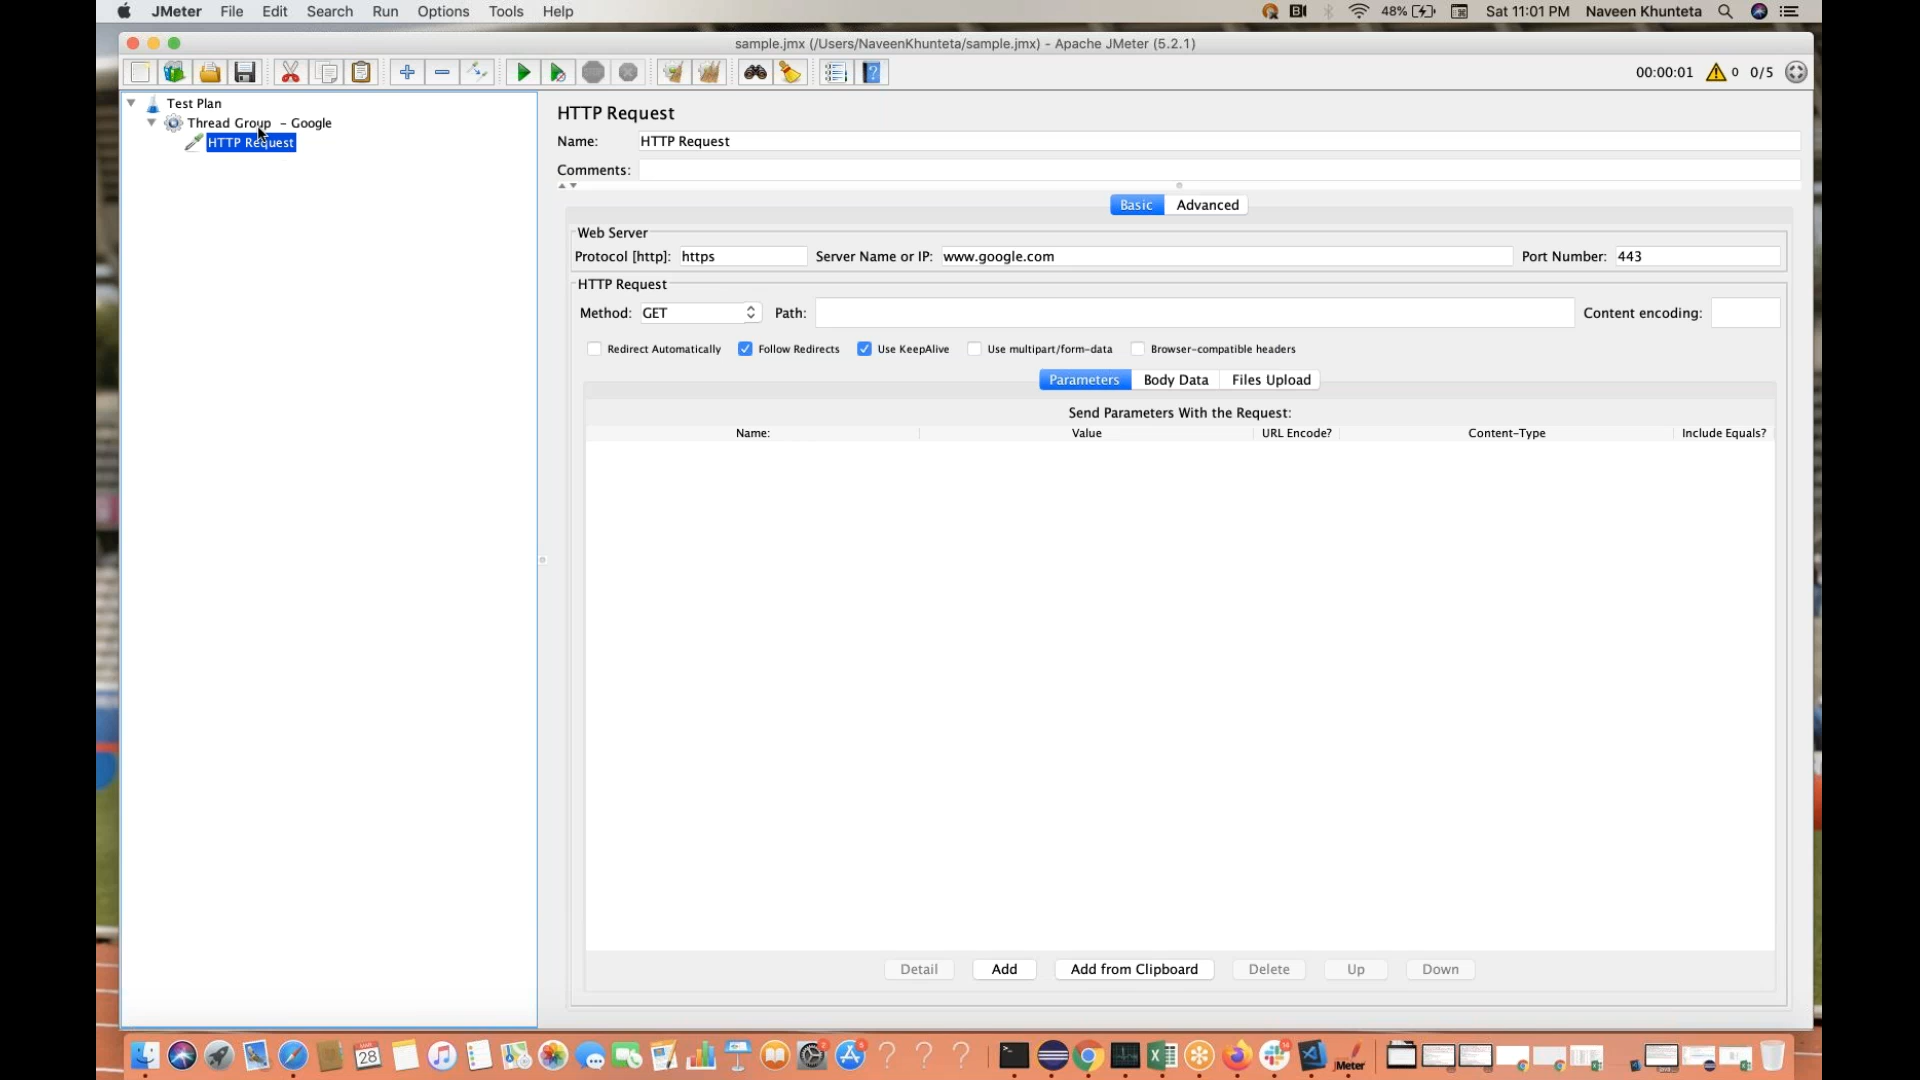 JMeter File Edit Search Run Options Tools Help 48% Sat 11:01 PM Naveen Khunteta
sample.jmx (/Users/NaveenKhunteta/sample.jmx) - Apache JMeter (5.2.1)
00:00:01 0 0/5
Test Plan
Thread Group - Google
HTTP Request
HTTP Request
Name: HTTP Request
Comments:
Basic Advanced
Web Server
Protocol [http]: https Server Name or IP: www.google.com Port Number: 443
HTTP Request
Method: GET Path: Content encoding:
Redirect Automatically Follow Redirects Use KeepAlive Use multipart/form-data Browser-compatible headers
Parameters Body Data Files Upload
Send Parameters With the Request:
Name: Value URL Encode? Content-Type Include Equals?
Detail Add Add from Clipboard Delete Up Down
28
JMeter